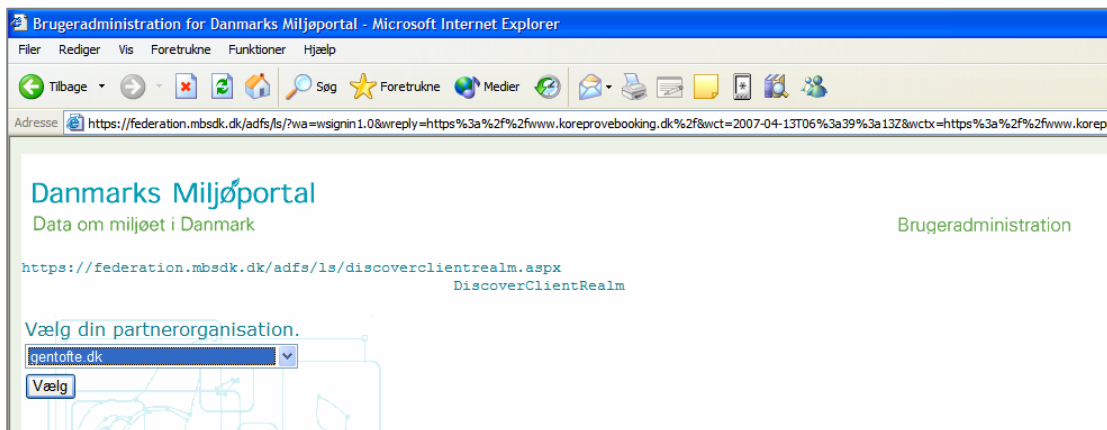 Brugeradministration for Danmarks Miljøportal - Microsoft Internet Explorer
Filer Rediger Vis Foretrukne Funktioner Hjælp
Tilbage Søg Foretrukne Medier
Adresse https://federation.mbsdk.dk/adfs/ls/?wa=wsignin1.0&wreply=https%3a%2f%2fwww.koreprovebooking.dk%2f&wct=2007-04-13T06%3a39%3a13Z&wctx=https%3a%2f%2fwww.korep
Danmarks Miljøportal
Data om miljøet i Danmark
Brugeradministration
https://federation.mbsdk.dk/adfs/ls/discoverclientrealm.aspx
DiscoverClientRealm
Vælg din partnerorganisation.
gentofte.dk
Vælg